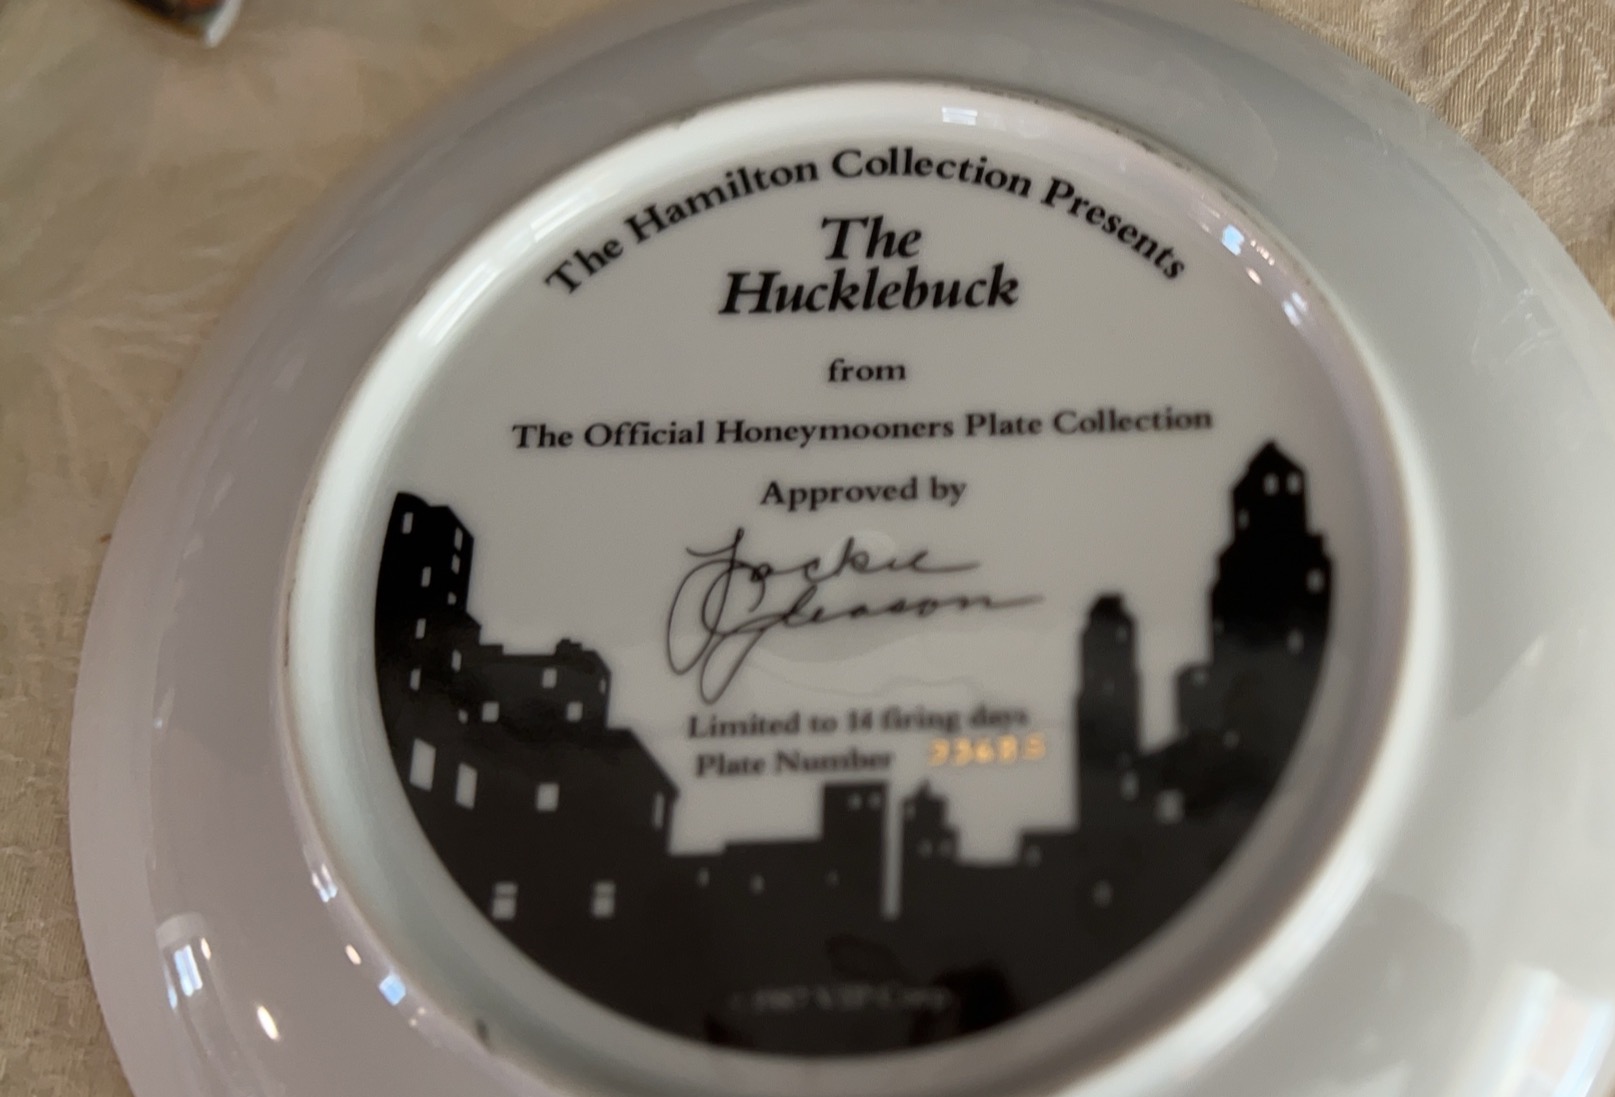 The Hamilton Collection Presents
The
Hucklebuck
from
The Official Honeymooners Plate Collection
Approved by
Jackie
Gleason
Limited to 14 firing days
Plate Number